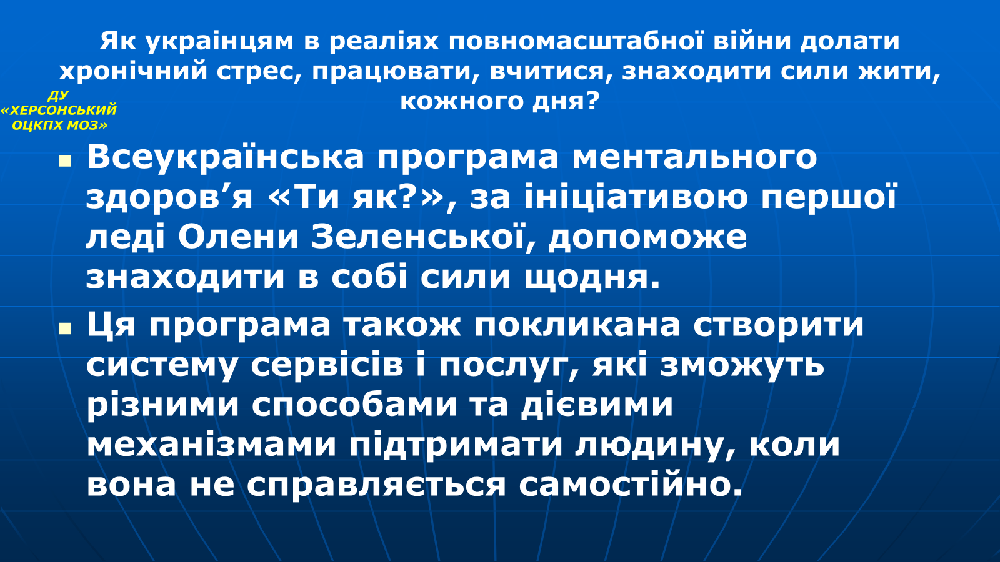 Як украінцям в реаліях повномасштабної війни долати
хронічний стрес, працювати, вчитися, знаходити сили жити,
кожного дня?
ДУ
«ХЕРСОНСЬКИЙ
ОЦКПХ МОЗ»
Всеукраїнська програма ментального
здоров’я «Ти як?», за ініціативою першої
леді Олени Зеленської, допоможе
знаходити в собі сили щодня.
Ця програма також покликана створити
систему сервісів і послуг, які зможуть
різними способами та дієвими
механізмами підтримати людину, коли
вона не справляється самостійно.